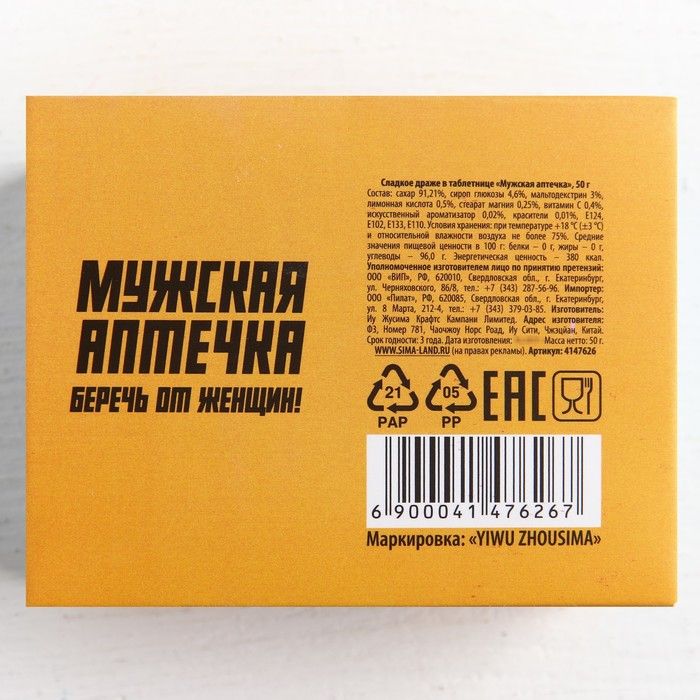 МУЖСКАЯ
АПТЕЧКА
БЕРЕЧЬ ОТ ЖЕНЩИН!
Сладкое драже в таблетнице «Мужская аптечка», 50 г
Состав: сахар 91,21%, сироп глюкозы 4,6%, мальтодекстрин 3%,
лимонная кислота 0,5%, стеарат магния 0,25%, витамин С 0,4%,
искусственный ароматизатор 0,02%, красители 0,01%, Е124,
Е102, Е133, Е110. Условия хранения: при температуре +18 °С (±3 °С)
и относительной влажности воздуха не более 75%. Средние
значения пищевой ценности в 100 г: белки – 0 г, жиры – 0 г,
углеводы – 96,0 г. Энергетическая ценность – 380 ккал.
Уполномоченное изготовителем лицо по принятию претензий:
ООО «ВИП», РФ, 620010, Свердловская обл., г. Екатеринбург,
ул. Черняховского, 86/8, тел.: +7 (343) 287-56-96. Импортер:
ООО «Пилат», РФ, 620085, Свердловская обл., г. Екатеринбург,
ул. 8 Марта, 212-4, тел.: +7 (343) 379-03-85. Изготовитель:
Иу Жусима Крафтс Кампани Лимитед. Адрес изготовителя:
Ф3, Номер 781, Чаочжоу Норс Роад, Иу Сити, Чжэцзян, Китай.
Срок годности: 3 года. Дата изготовления: Масса нетто: 50 г.
WWW.SIMA-LAND.RU (на правах рекламы). Артикул: 4147626
21 05 EAC
PAP PP
6 900041 476267
Маркировка: «YIWU ZHOUSIMA»